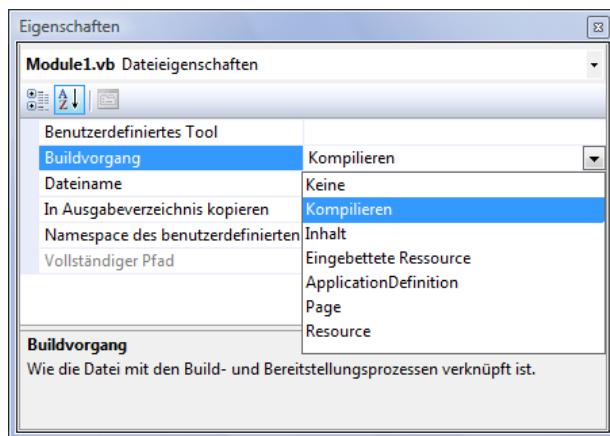 Eigenschaften
Module1.vb Dateieigenschaften
A
Z
Benutzerdefiniertes Tool
Buildvorgang Kompilieren
Dateiname Keine
In Ausgabeverzeichnis kopieren Kompilieren
Namespace des benutzerdefinierten Inhalt
Vollständiger Pfad Eingebettete Ressource
ApplicationDefinition
Page
Resource
Buildvorgang
Wie die Datei mit den Build- und Bereitstellungsprozessen verknüpft ist.